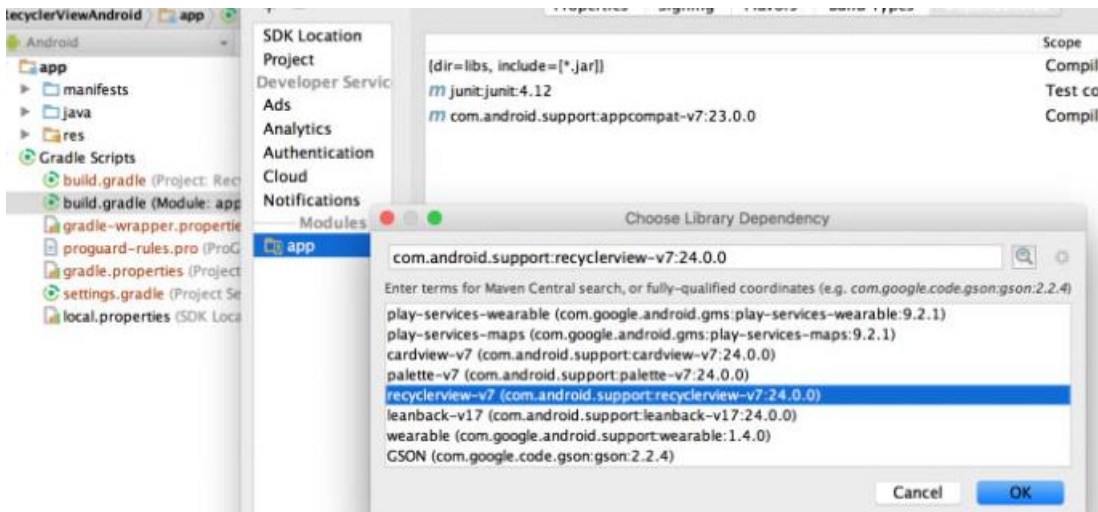 RecyclerViewAndroid app
Android
app
manifests
java
res
Gradle Scripts
build.gradle (Project: Rec
build.gradle (Module: app
gradle-wrapper.propertie
proguard-rules.pro (ProG
gradle.properties (Project
settings.gradle (Project Se
local.properties (SDK Loca
SDK Location
Project
Developer Servic
Ads
Analytics
Authentication
Cloud
Notifications
Modules
app
Scope
{dir=libs, include=[*.jar]}
Compil
junit:junit:4.12
Test co
com.android.support:appcompat-v7:23.0.0
Compil
Choose Library Dependency
com.android.support:recyclerview-v7:24.0.0
Enter terms for Maven Central search, or fully-qualified coordinates (e.g. com.google.code.gson:gson:2.2.4)
play-services-wearable (com.google.android.gms:play-services-wearable:9.2.1)
play-services-maps (com.google.android.gms:play-services-maps:9.2.1)
cardview-v7 (com.android.support:cardview-v7:24.0.0)
palette-v7 (com.android.support:palette-v7:24.0.0)
recyclerview-v7 (com.android.support:recyclerview-v7:24.0.0)
leanback-v17 (com.android.support:leanback-v17:24.0.0)
wearable (com.google.android.support:wearable:1.4.0)
GSON (com.google.code.gson:gson:2.2.4)
Cancel OK